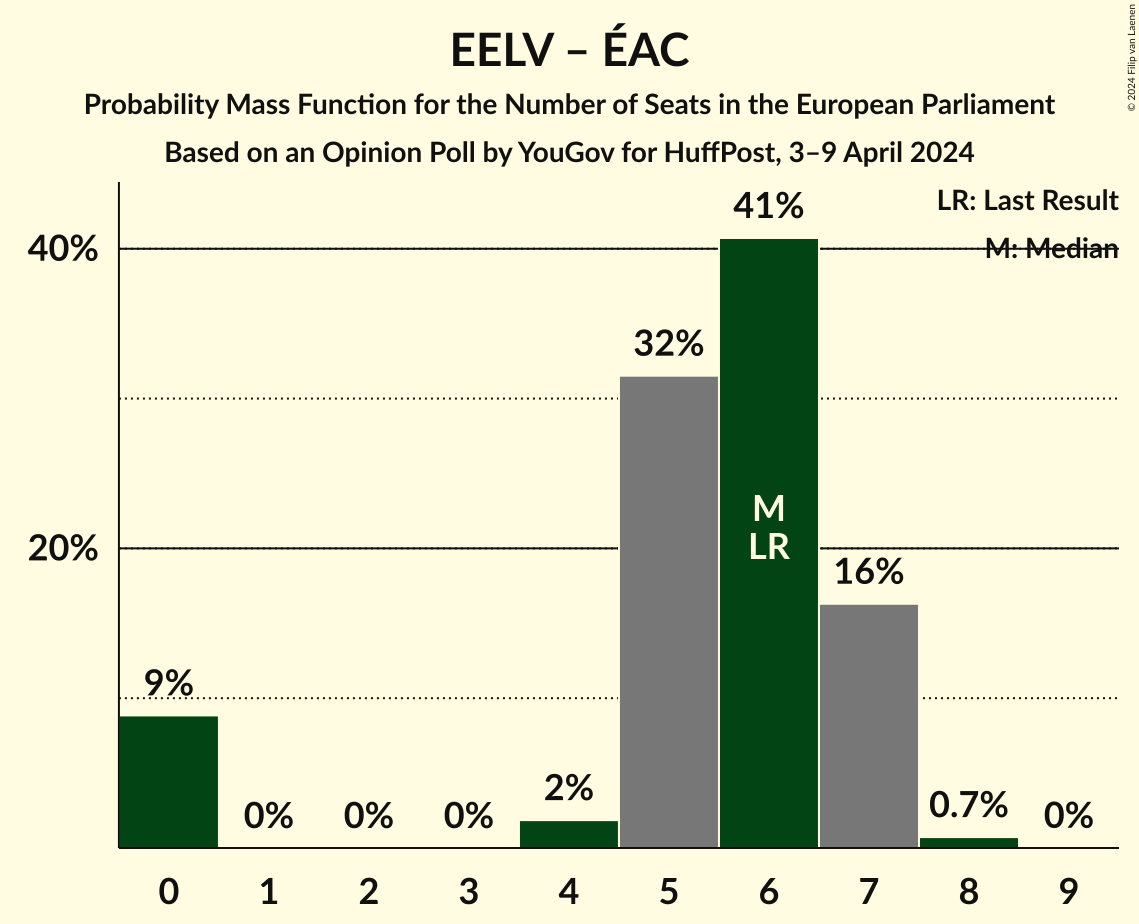 EELV – ÉAC
Probability Mass Function for the Number of Seats in the European Parliament
Based on an Opinion Poll by YouGov for HuffPost, 3–9 April 2024
© 2024 Filip van Laenen
LR: Last Result
M: Median
40%
20%
9%
0%
0%
0%
2%
32%
41%
16%
0.7%
0%
M
LR
0 1 2 3 4 5 6 7 8 9